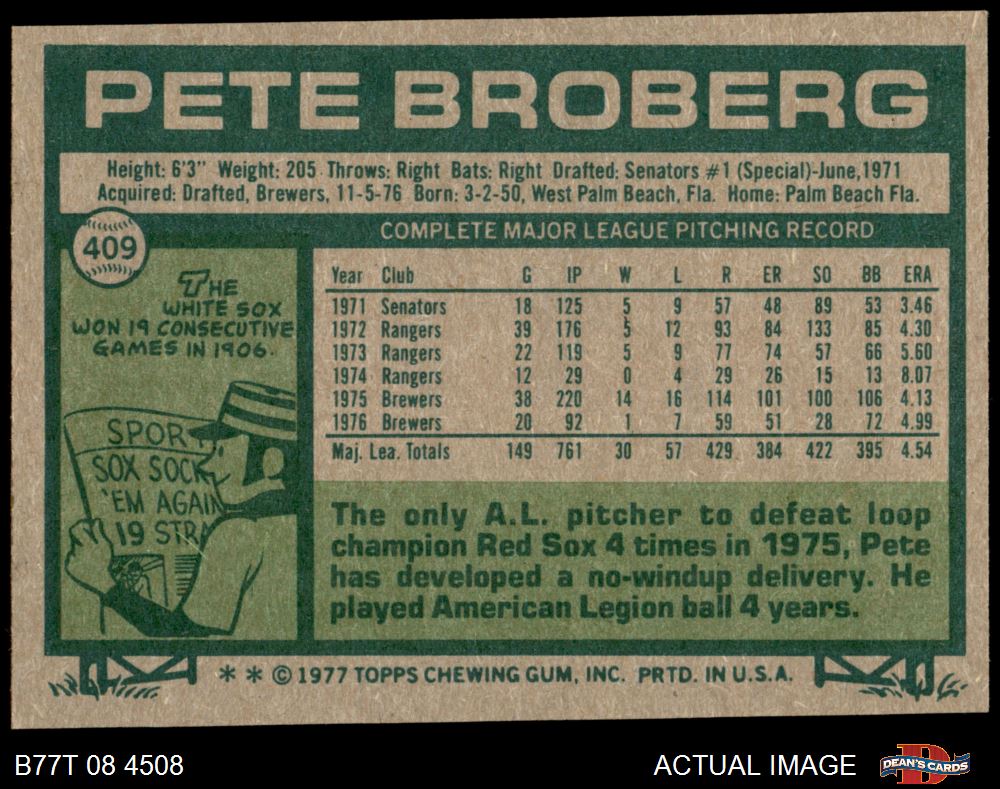 PETE BROBERG
Height: 6'3" Weight: 205 Throws: Right Bats: Right Drafted: Senators #1 (Special)-June,1971
Acquired: Drafted, Brewers, 11-5-76 Born: 3-2-50, West Palm Beach, Fla. Home: Palm Beach Fla.
409
THE
WHITE SOX
WON 19 CONSECUTIVE
GAMES IN 1906.
SPORT
SOX SOCK
'EM AGAIN
19 STRA
COMPLETE MAJOR LEAGUE PITCHING RECORD
Year Club G IP W L R ER SO BB ERA
1971 Senators 18 125 5 9 57 48 89 53 3.46
1972 Rangers 39 176 5 12 93 84 133 85 4.30
1973 Rangers 22 119 5 9 77 74 57 66 5.60
1974 Rangers 12 29 0 4 29 26 15 13 8.07
1975 Brewers 38 220 14 16 114 101 100 106 4.13
1976 Brewers 20 92 1 7 59 51 28 72 4.99
Maj. Lea. Totals 149 761 30 57 429 384 422 395 4.54
The only A.L. pitcher to defeat loop
champion Red Sox 4 times in 1975, Pete
has developed a no-windup delivery. He
played American Legion ball 4 years.
* * © 1977 TOPPS CHEWING GUM, INC. PRTD. IN U.S.A.
B77T 08 4508
ACTUAL IMAGE
D
DEAN'S CARDS